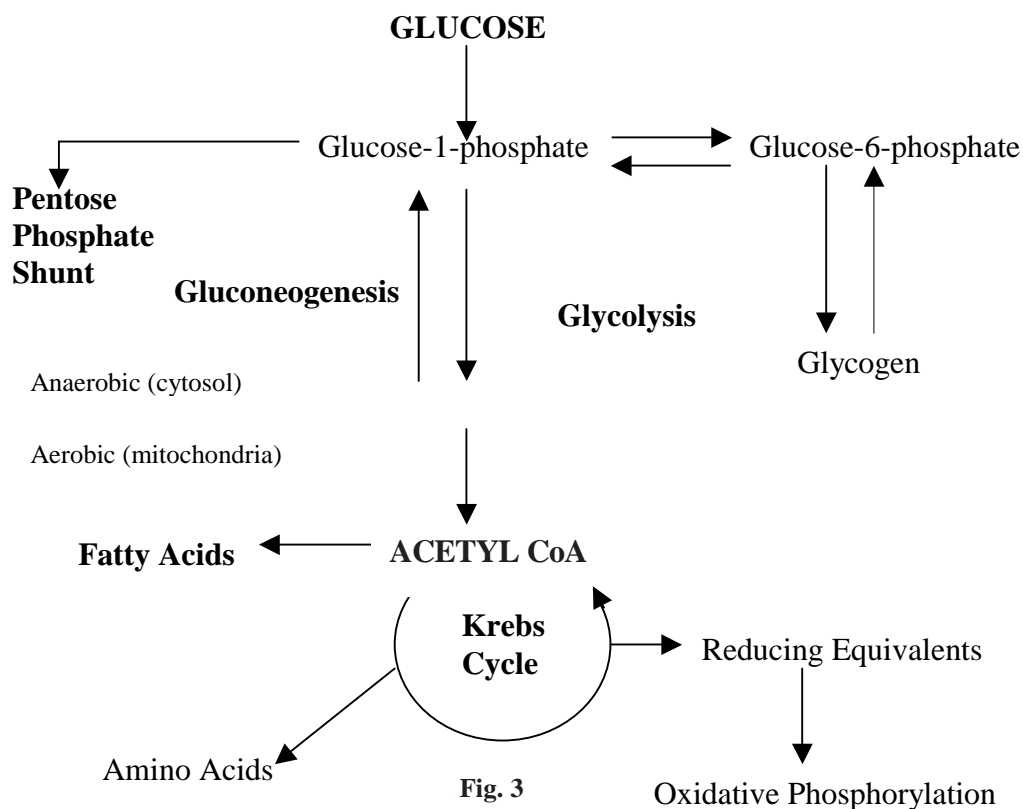 GLUCOSE
Glucose-1-phosphate
Glucose-6-phosphate
Pentose
Phosphate
Shunt
Gluconeogenesis
Glycolysis
Glycogen
Anaerobic (cytosol)
Aerobic (mitochondria)
Fatty Acids
ACETYL CoA
Krebs
Cycle
Reducing Equivalents
Amino Acids
Fig. 3
Oxidative Phosphorylation